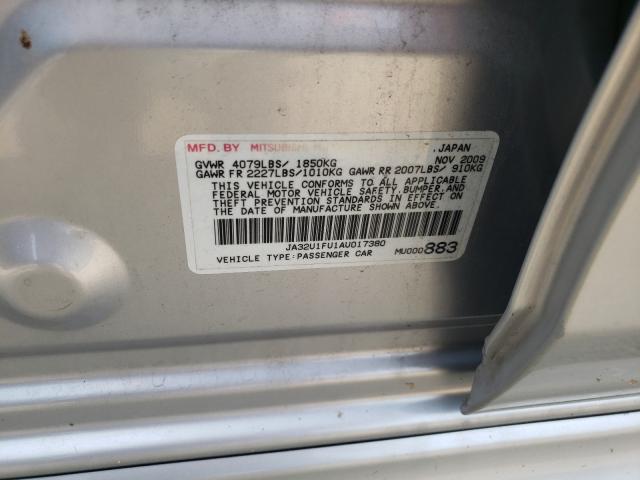 MFD. BY MITSUBISHI , JAPAN
GVWR 4079LBS/ 1850KG NOV 2009
GAWR FR 2227LBS/1010KG GAWR RR 2007LBS/ 910KG
THIS VEHICLE CONFORMS TO ALL APPLICABLE
FEDERAL MOTOR VEHICLE SAFETY,BUMPER,AND
THEFT PREVENTION STANDARDS IN EFFECT ON
THE DATE OF MANUFACTURE SHOWN ABOVE.
JA32U1FU1AU017380
VEHICLE TYPE:PASSENGER CAR MU000883